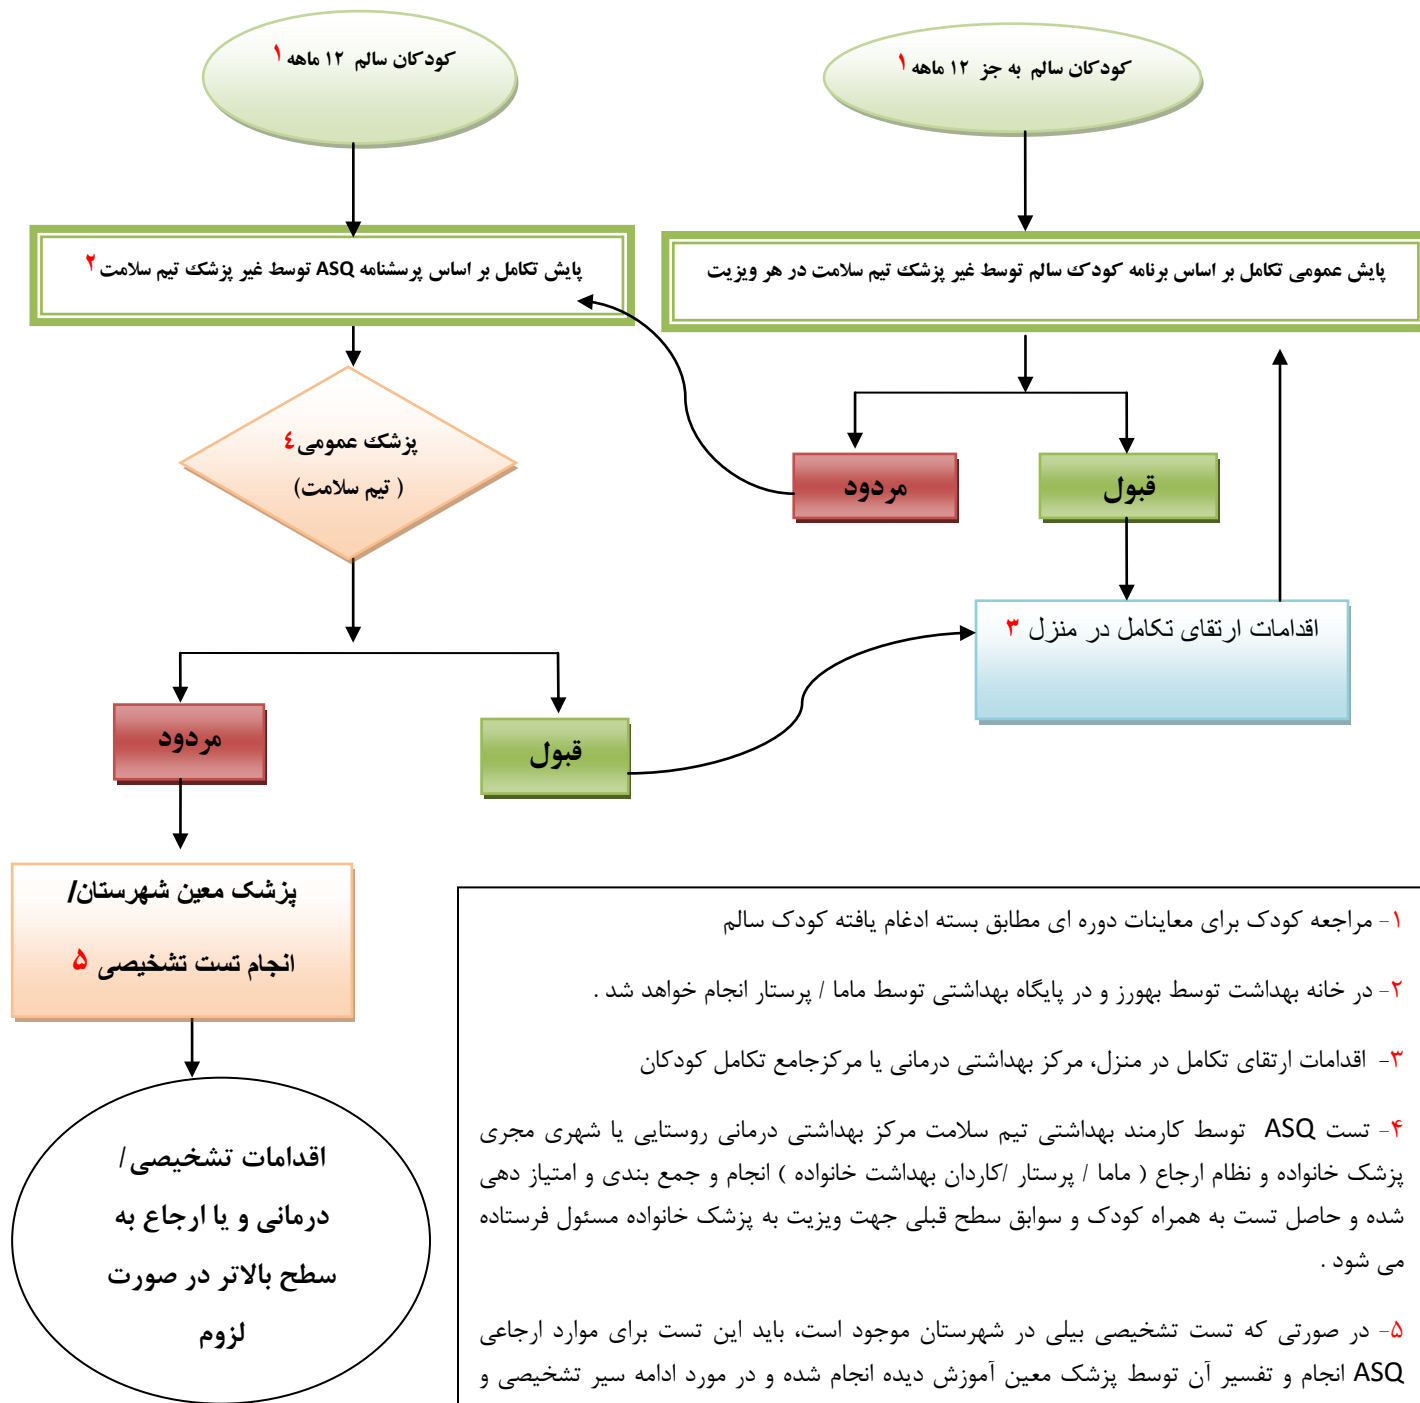 کودکان سالم به جز ۱۲ ماهه ۱
کودکان سالم ۱۲ ماهه ۱
پایش عمومی تکامل بر اساس برنامه کودک سالم توسط غیر پزشک تیم سلامت در هر ویزیت
پایش تکامل بر اساس پرسشنامه ASQ توسط غیر پزشک تیم سلامت ۲
پزشک عمومی ٤
( تیم سلامت)
قبول
مردود
اقدامات ارتقای تکامل در منزل ۳
قبول
مردود
پزشک معین شهرستان/
انجام تست تشخیصی ۵
اقدامات تشخیصی/
درمانی و یا ارجاع به
سطح بالاتر در صورت
لزوم
۱- مراجعه کودک برای معاینات دوره ای مطابق بسته ادغام یافته کودک سالم
۲- در خانه بهداشت توسط بهورز و در پایگاه بهداشتی توسط ماما / پرستار انجام خواهد شد .
۳- اقدامات ارتقای تکامل در منزل، مرکز بهداشتی درمانی یا مرکزجامع تکامل کودکان
۴- تست ASQ توسط کارمند بهداشتی تیم سلامت مرکز بهداشتی درمانی روستایی یا شهری مجری
پزشک خانواده و نظام ارجاع ( ماما / پرستار /کاردان بهداشت خانواده ) انجام و جمع بندی و امتیاز دهی
شده و حاصل تست به همراه کودک و سوابق سطح قبلی جهت ویزیت به پزشک خانواده مسئول فرستاده
می شود .
۵- در صورتی که تست تشخیصی بیلی در شهرستان موجود است، باید این تست برای موارد ارجاعی
ASQ انجام و تفسیر آن توسط پزشک معین آموزش دیده انجام شده و در مورد ادامه سیر تشخیصی و